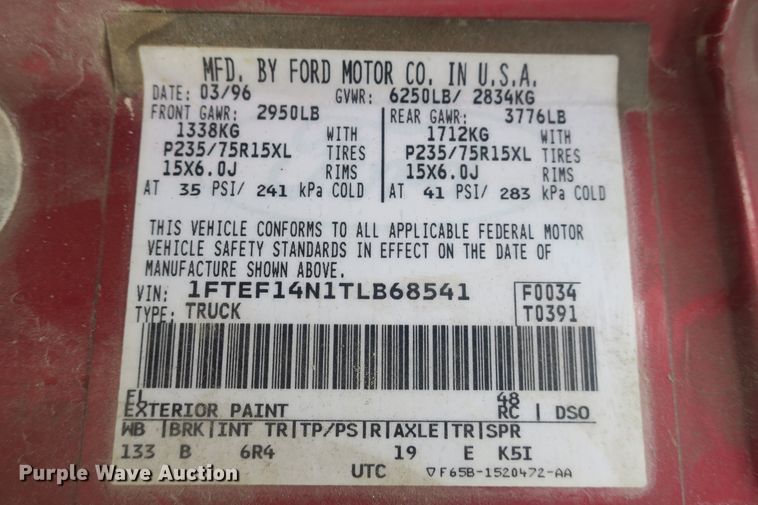 MFD. BY FORD MOTOR CO. IN U.S.A.
DATE: 03/96 GVWR: 6250LB/ 2834KG
FRONT GAWR: 2950LB REAR GAWR: 3776LB
1338KG WITH 1712KG WITH
P235/75R15XL TIRES P235/75R15XL TIRES
15X6.0J RIMS 15X6.0J RIMS
AT 35 PSI/ 241 kPa COLD AT 41 PSI/ 283 kPa COLD
THIS VEHICLE CONFORMS TO ALL APPLICABLE FEDERAL MOTOR
VEHICLE SAFETY STANDARDS IN EFFECT ON THE DATE OF
MANUFACTURE SHOWN ABOVE.
VIN: 1FTEF14N1TLB68541 F0034
TYPE: TRUCK T0391
EL 48
EXTERIOR PAINT RC | DSO
WB |BRK|INT TR|TP/PS|R|AXLE|TR|SPR
133 B 6R4 19 E K5I
UTC ▽F65B-1520472-AA
Purple Wave Auction